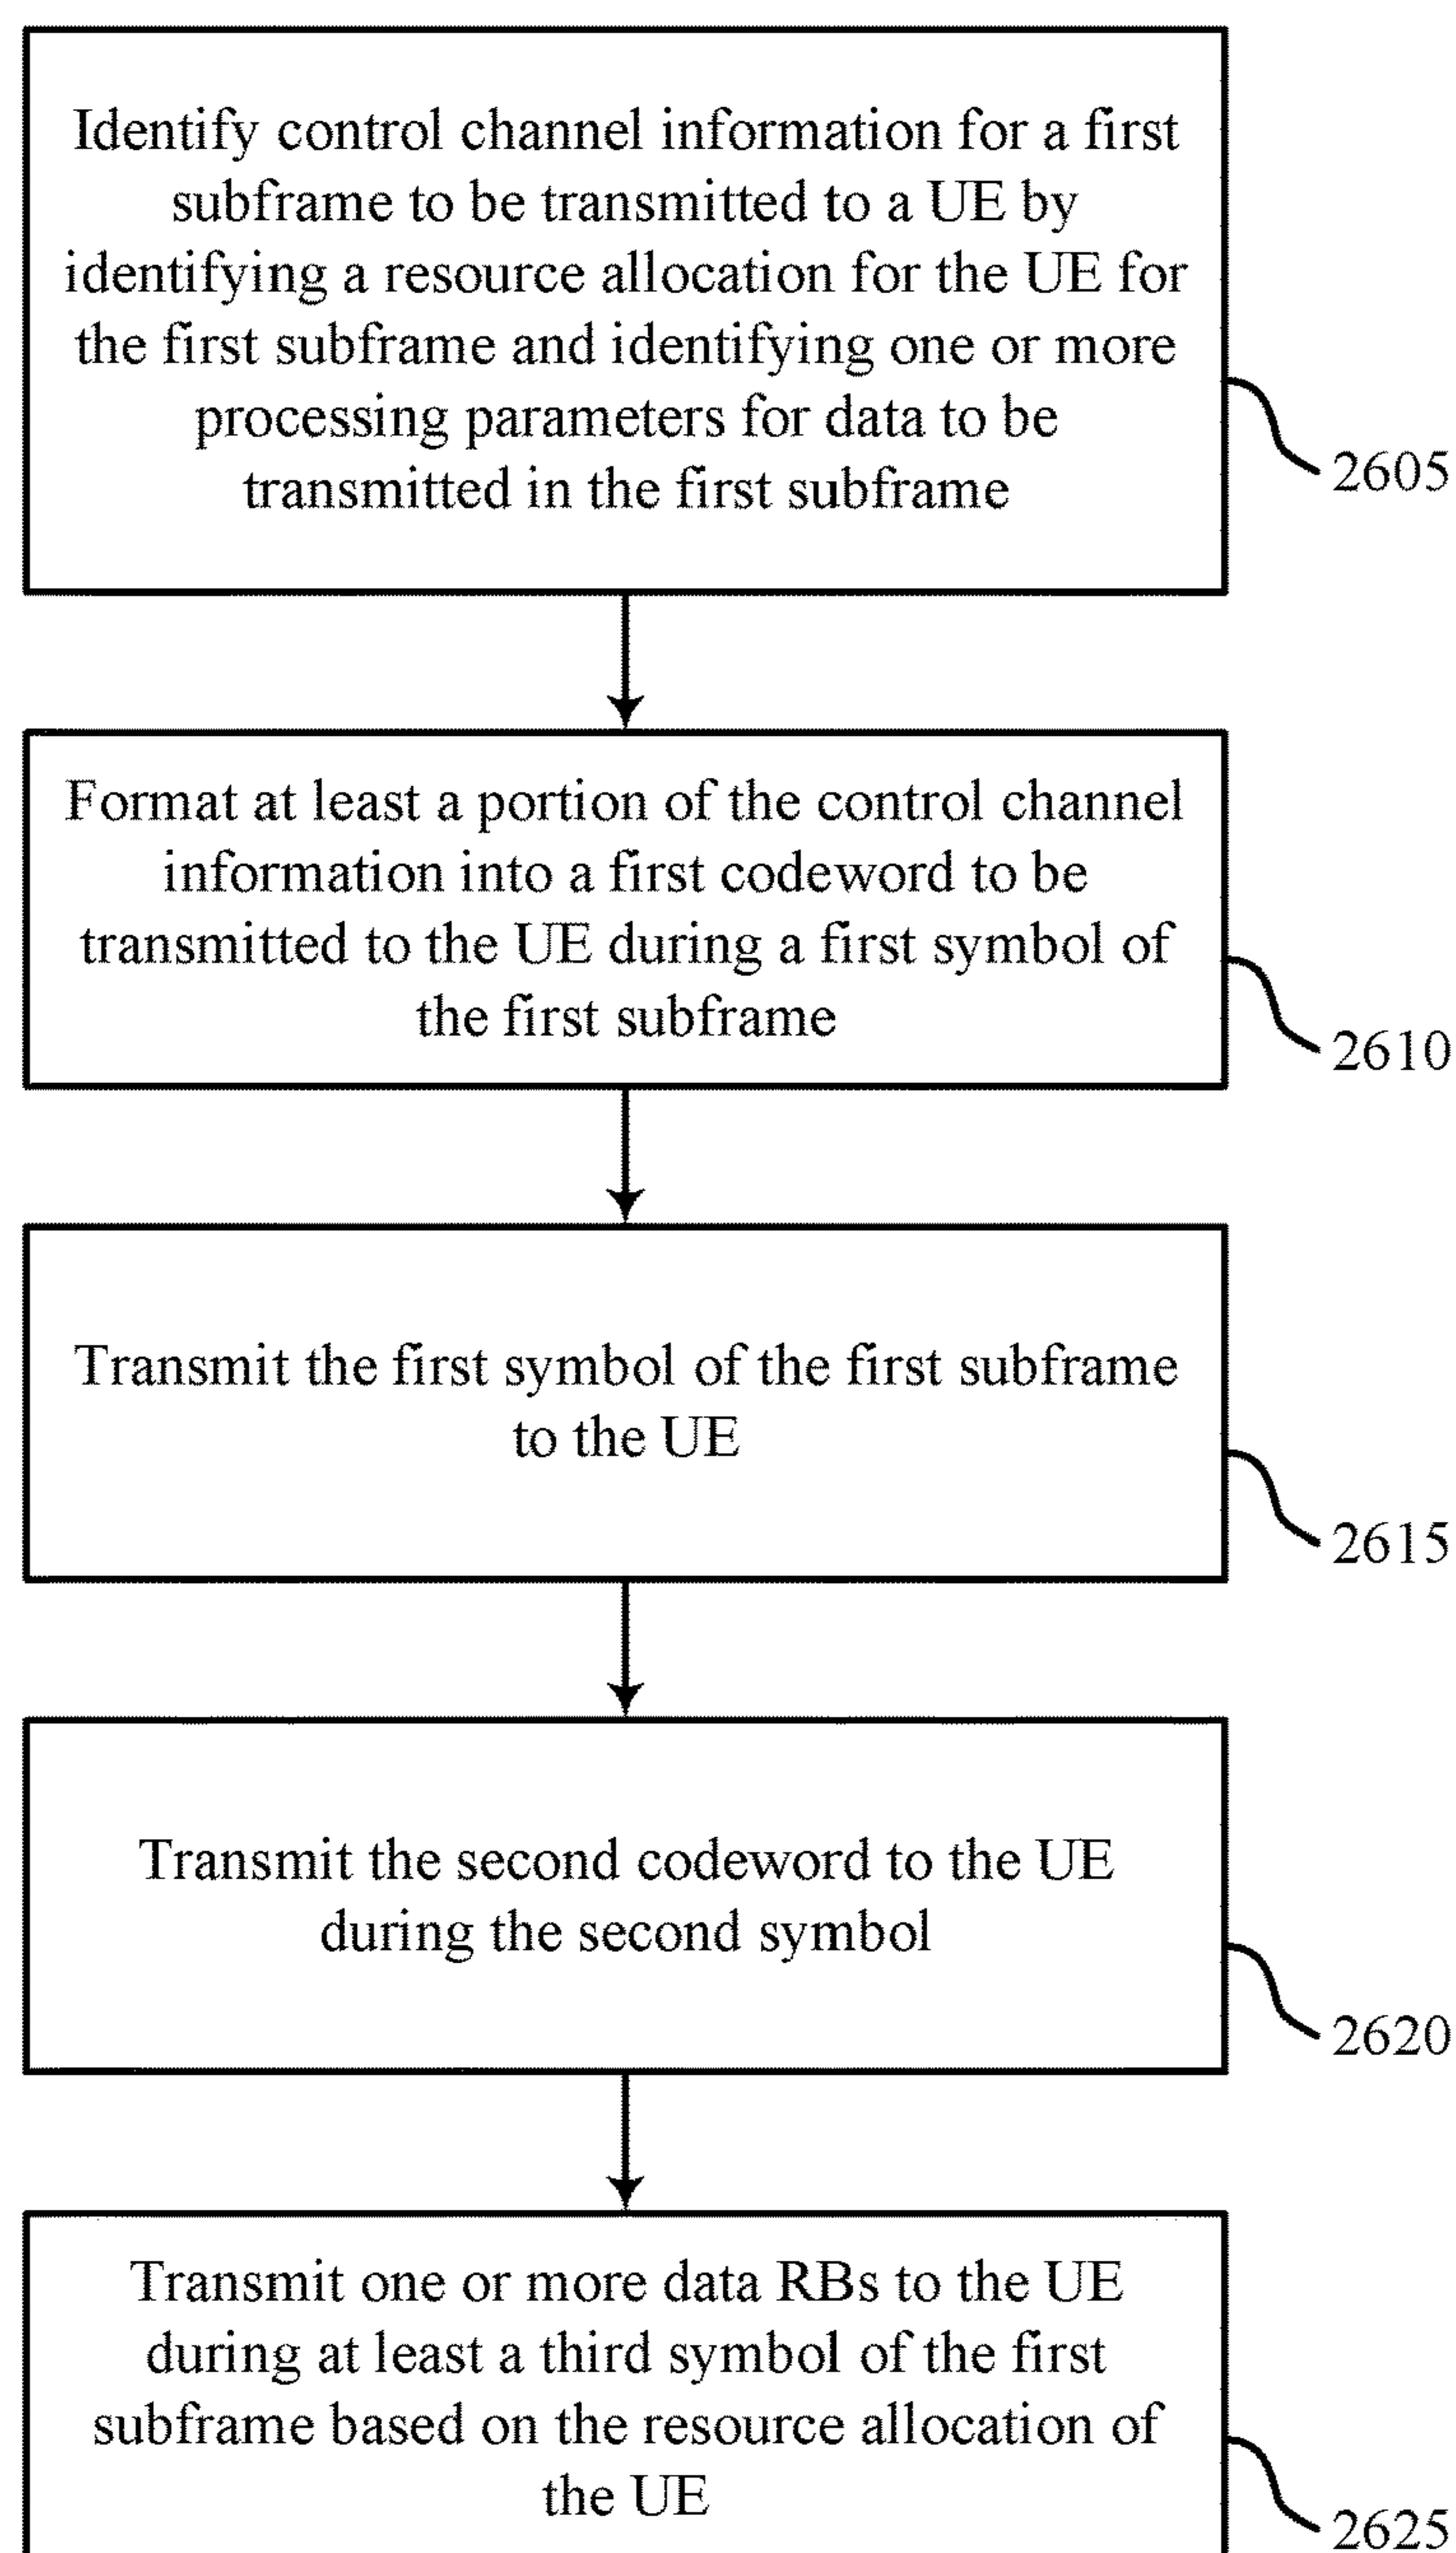 Identify control channel information for a first
subframe to be transmitted to a UE by
identifying a resource allocation for the UE for
the first subframe and identifying one or more
processing parameters for data to be
transmitted in the first subframe
2605
Format at least a portion of the control channel
information into a first codeword to be
transmitted to the UE during a first symbol of
the first subframe
2610
Transmit the first symbol of the first subframe
to the UE
2615
Transmit the second codeword to the UE
during the second symbol
2620
Transmit one or more data RBs to the UE
during at least a third symbol of the first
subframe based on the resource allocation of
the UE
2625